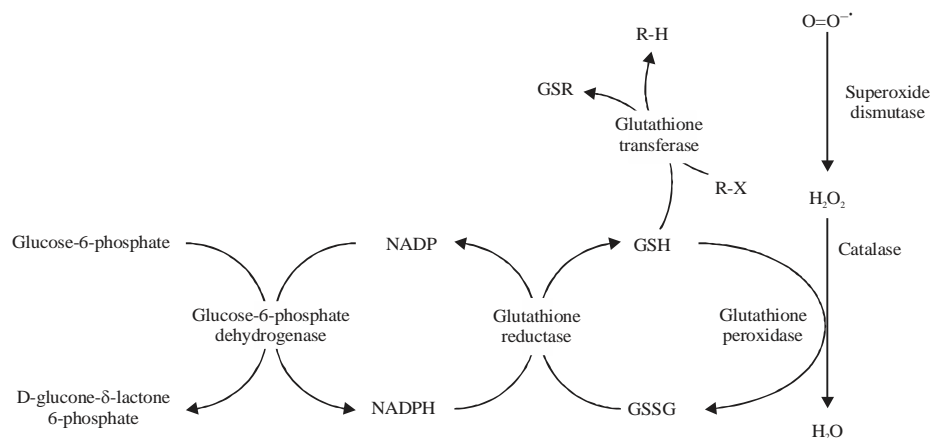 O=O⁻•
R-H
GSR
Superoxide
dismutase
Glutathione
transferase
R-X
H₂O₂
Glucose-6-phosphate
NADP
GSH
Catalase
Glucose-6-phosphate
dehydrogenase
Glutathione
reductase
Glutathione
peroxidase
D-glucone-δ-lactone
6-phosphate
NADPH
GSSG
H₂O